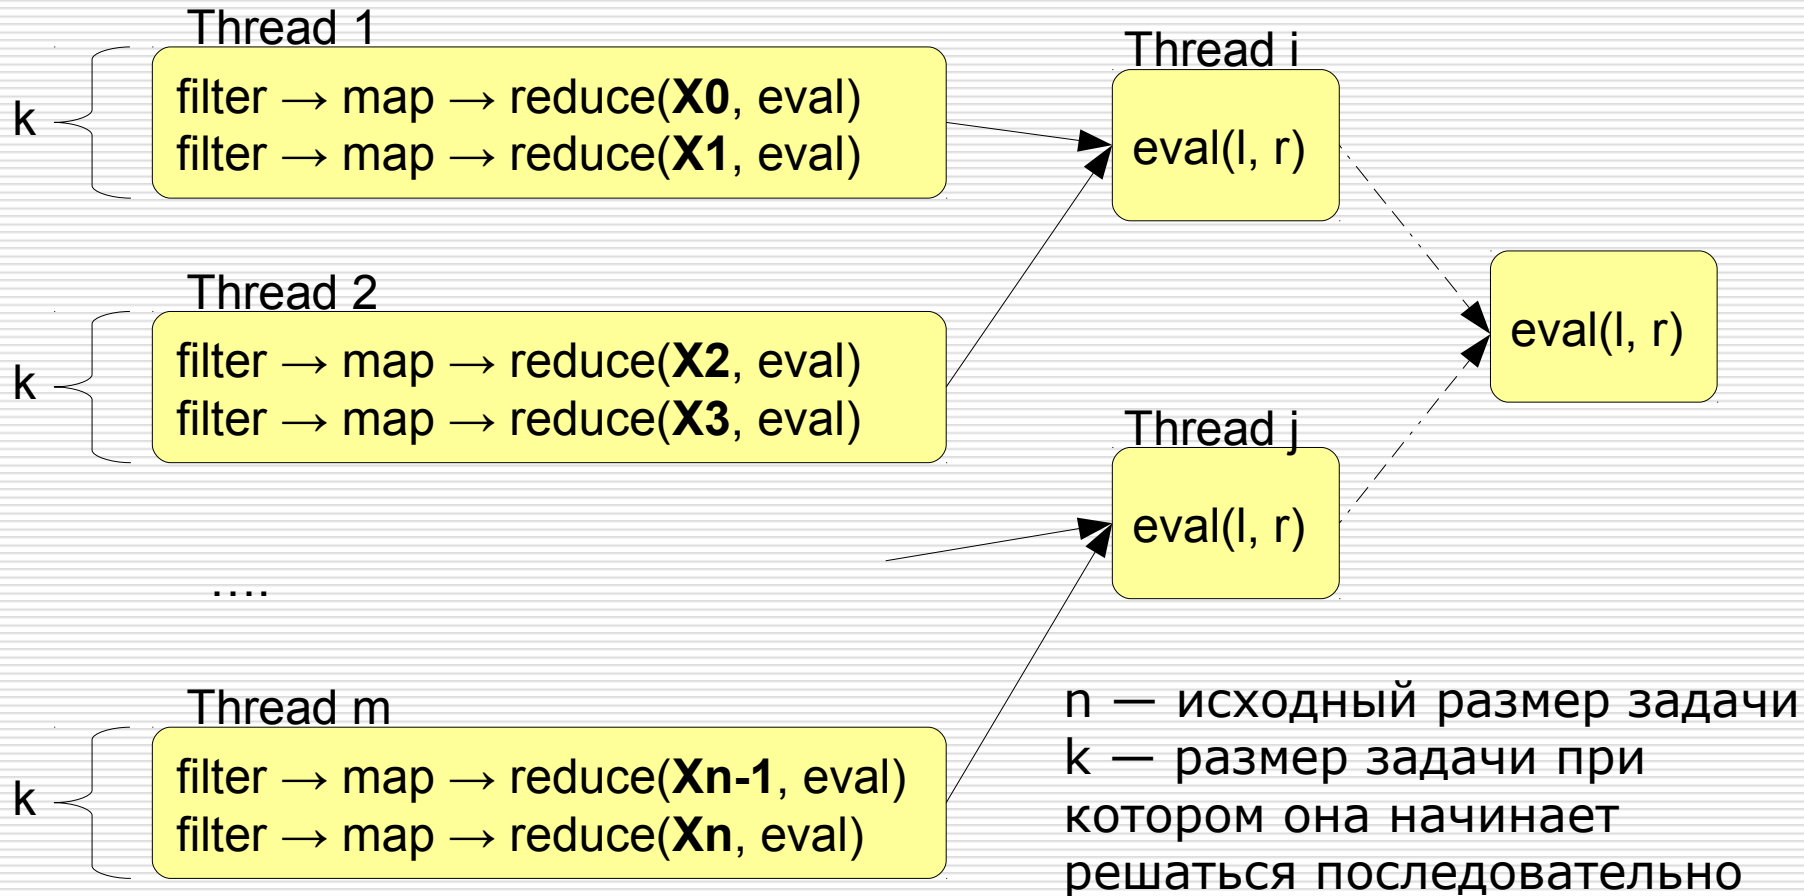 Thread 1
k
filter → map → reduce(X0, eval)
filter → map → reduce(X1, eval)
Thread i
eval(l, r)
Thread 2
k
filter → map → reduce(X2, eval)
filter → map → reduce(X3, eval)
eval(l, r)
Thread j
eval(l, r)
....
Thread m
k
filter → map → reduce(Xn-1, eval)
filter → map → reduce(Xn, eval)
n — исходный размер задачи
k — размер задачи при
котором она начинает
решаться последовательно